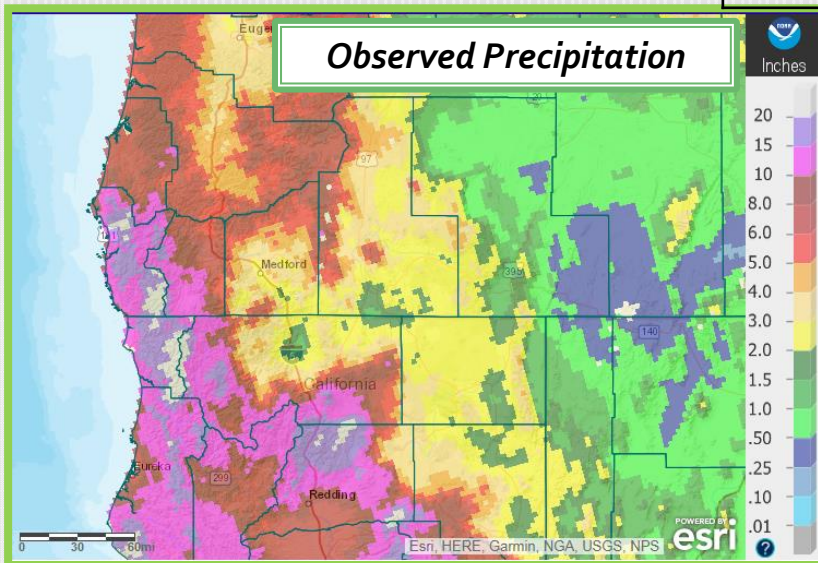 Observed Precipitation
NOAA
Inches
20
15
10
8.0
6.0
5.0
4.0
3.0
2.0
1.5
1.0
.50
.25
.10
.01
?
97
Medford
395
140
California
Eureka
299
Redding
0 30 60mi
Esri, HERE, Garmin, NGA, USGS, NPS
POWERED BY
esri